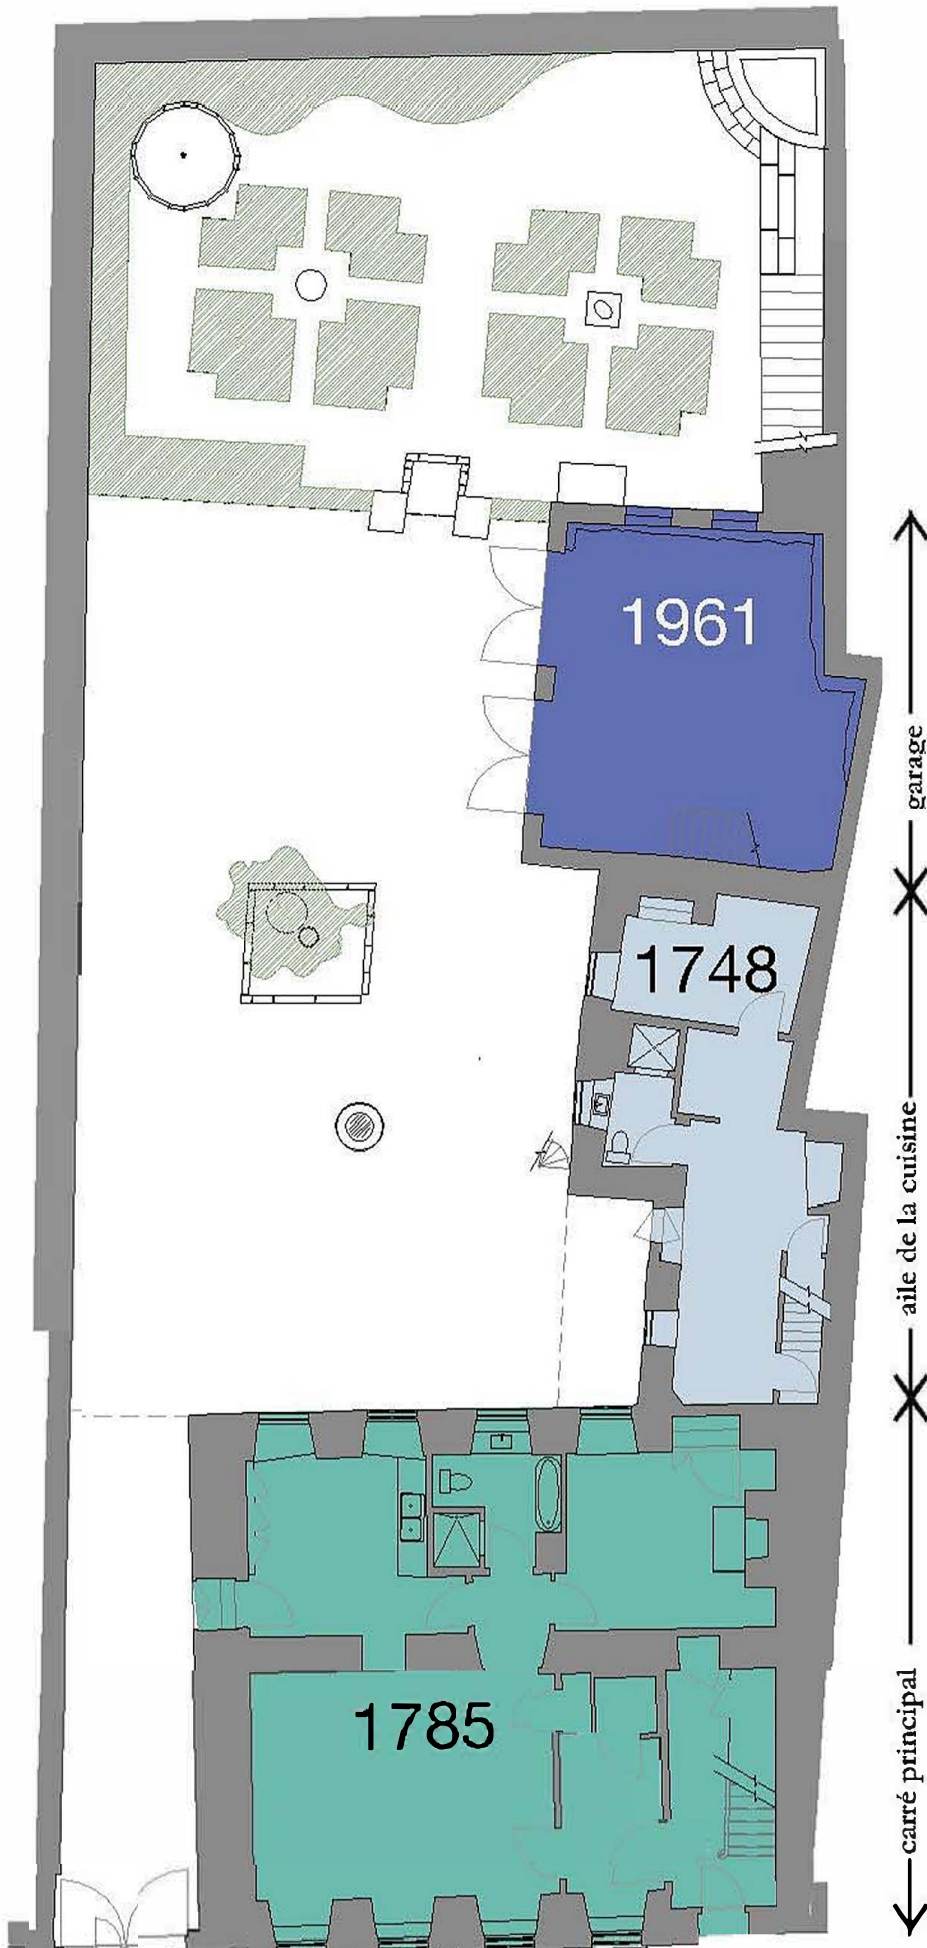 1961
garage
1748
aile de la cuisine
1785
carré principal